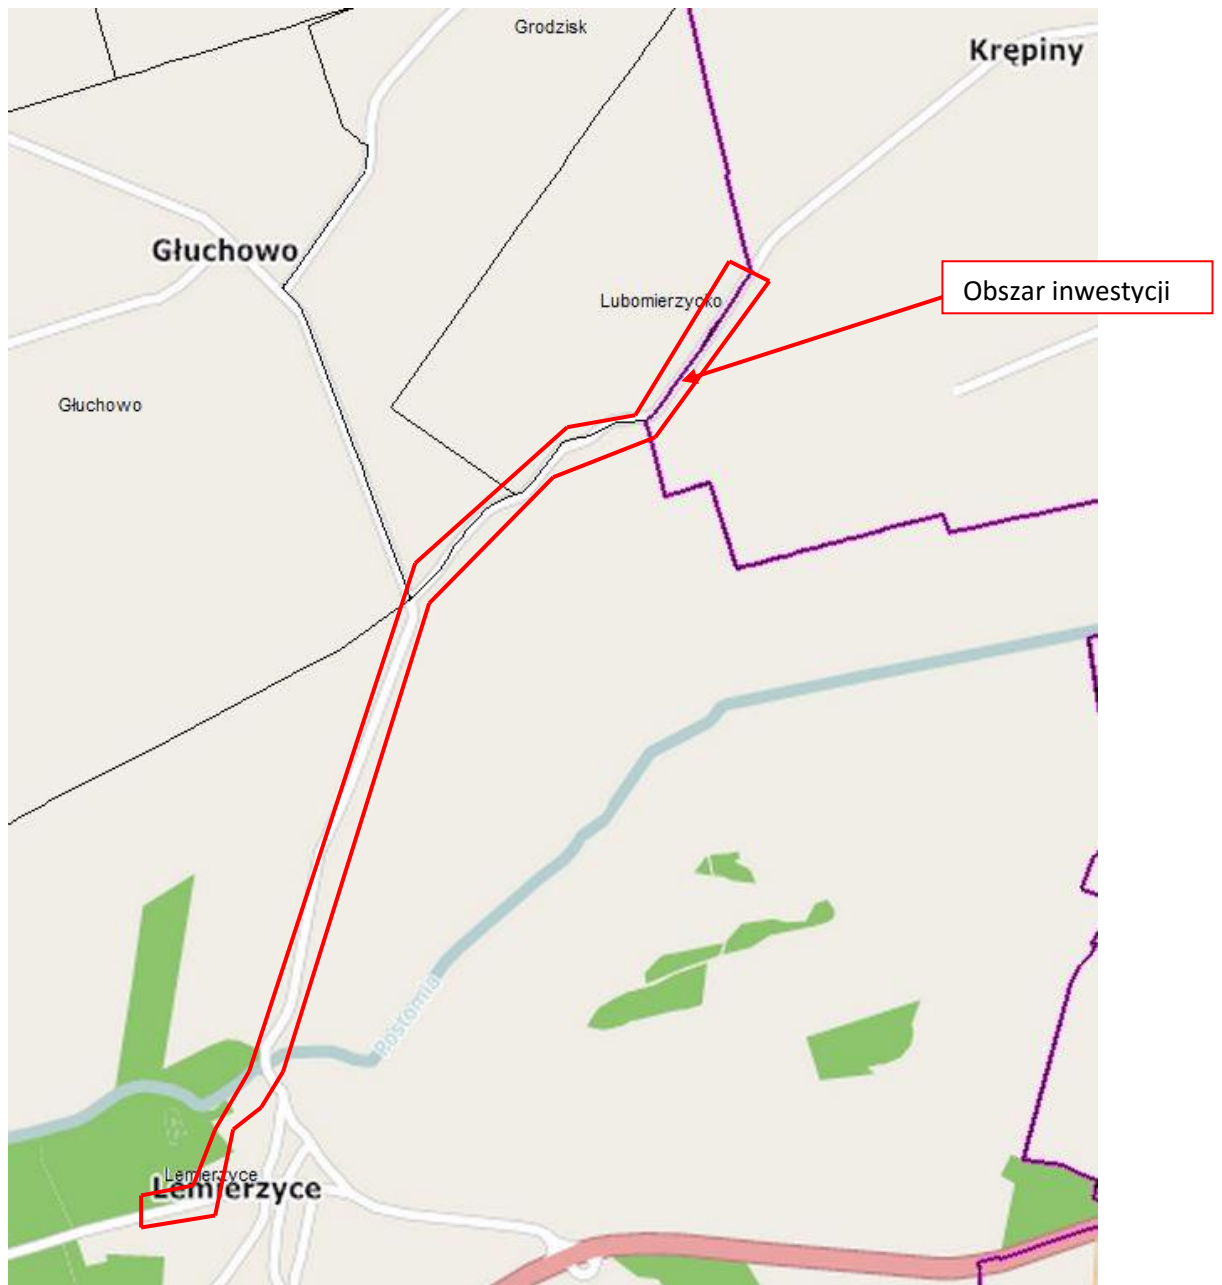 Grodzisk
Krępiny
Głuchowo
Obszar inwestycji
Lubomierzycko
Głuchowo
Postomia
Lemierzyce
Lemierzyce